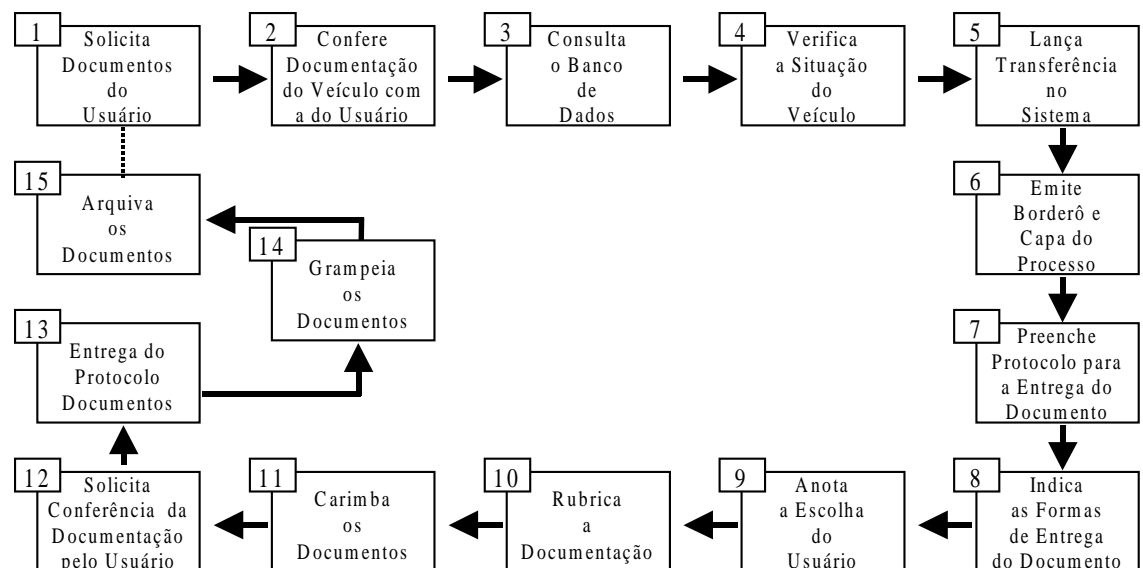 1
Solicita
Documentos
do
Usuário
2
Confere
Documentação
do Veículo com
a do Usuário
3
Consulta
o Banco
de
Dados
4
Verifica
a Situação
do
Veículo
5
Lança
Transferência
no
Sistema
6
Emite
Borderô e
Capa do
Processo
7
Preenche
Protocolo para
a Entrega do
Documento
8
Indica
as Formas
de Entrega
do Documento
9
Anota
a Escolha
do
Usuário
10
Rubrica
a
Documentação
11
Carimba
os
Documentos
12
Solicita
Conferência da
Documentação
pelo Usuário
13
Entrega do
Protocolo
Documentos
14
Grampeia
os
Documentos
15
Arquiva
os
Documentos